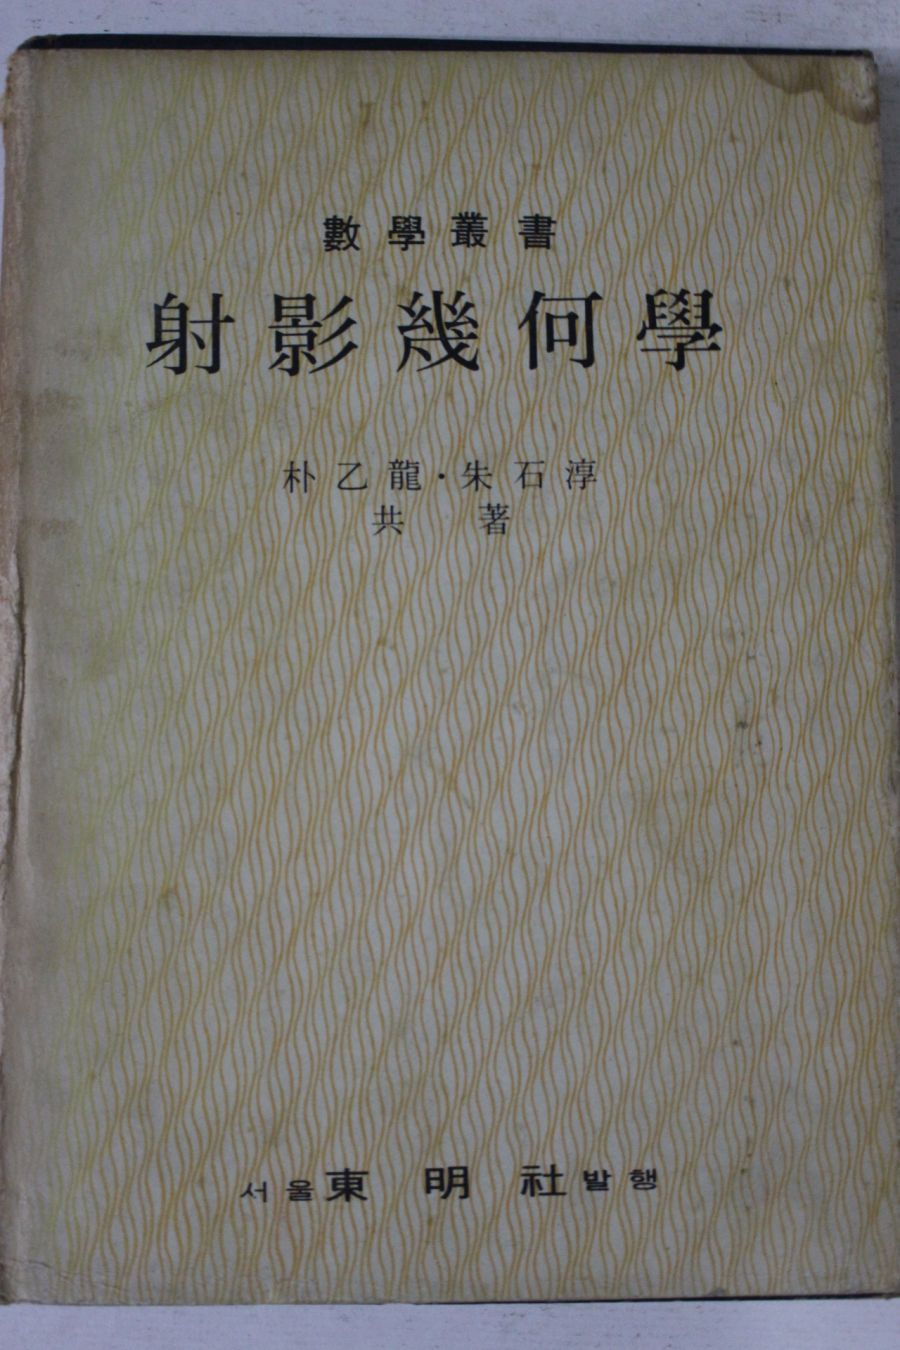 數學叢書
射影幾何學
朴乙龍·朱石淳
共著
서울 東明社 발행